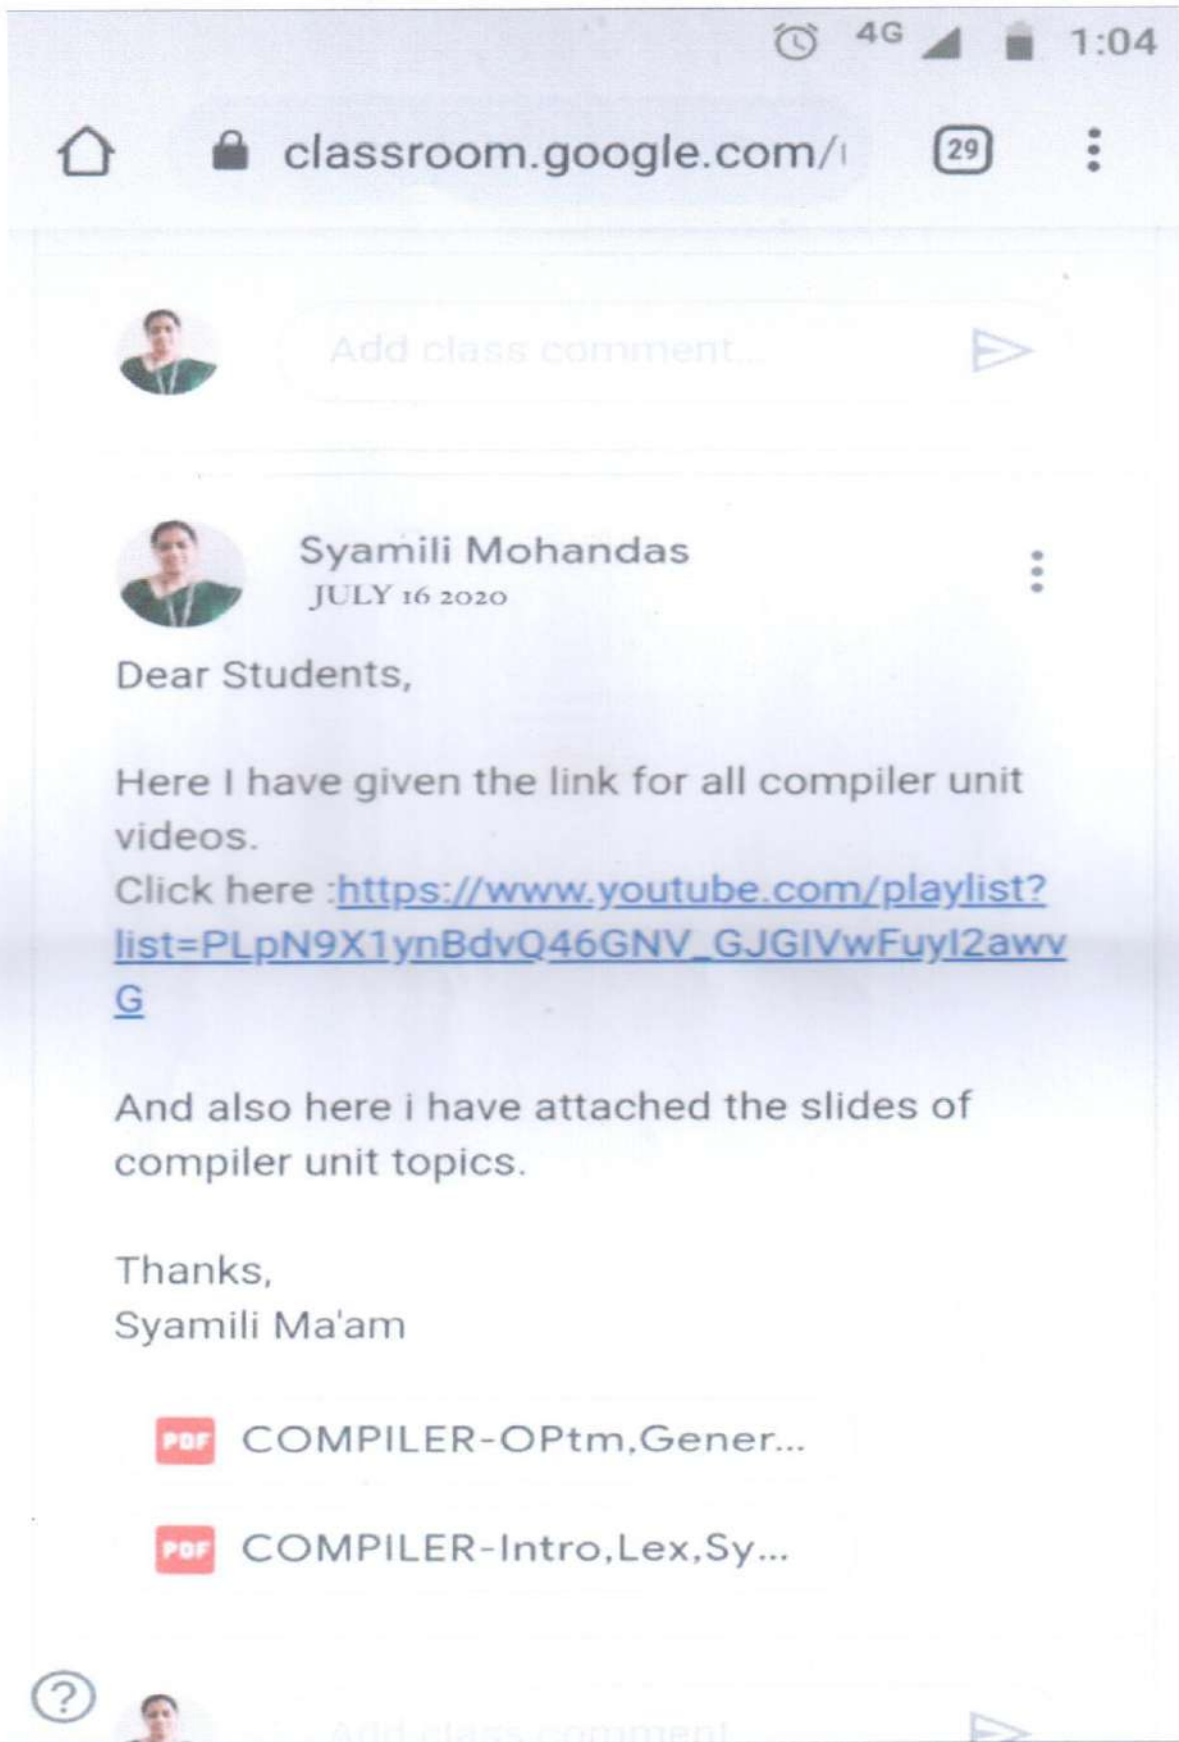 4G 1:04
classroom.google.com/
29
Add class comment...
Syamili Mohandas
JULY 16 2020
Dear Students,
Here I have given the link for all compiler unit
videos.
Click here :https://www.youtube.com/playlist?
list=PLpN9X1ynBdvQ46GNV_GJGIVwFuyI2awv
G
And also here i have attached the slides of
compiler unit topics.
Thanks,
Syamili Ma'am
PDF COMPILER-OPtm,Gener...
PDF COMPILER-Intro,Lex,Sy...
?
Add class comment